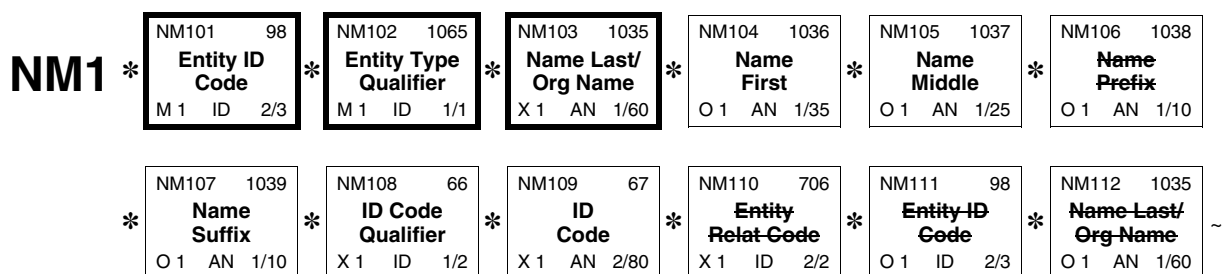 NM101 98 NM102 1065 NM103 1035 NM104 1036 NM105 1037 NM106 1038
NM1 * Entity ID * Entity Type * Name Last/ * Name * Name * Name
Code Qualifier Org Name First Middle Prefix
M 1 ID 2/3 M 1 ID 1/1 X 1 AN 1/60 O 1 AN 1/35 O 1 AN 1/25 O 1 AN 1/10
NM107 1039 NM108 66 NM109 67 NM110 706 NM111 98 NM112 1035
* Name * ID Code * ID * Entity * Entity ID * Name Last/ ~
Suffix Qualifier Code Relat Code Code Org Name
O 1 AN 1/10 X 1 ID 1/2 X 1 AN 2/80 X 1 ID 2/2 O 1 ID 2/3 O 1 AN 1/60